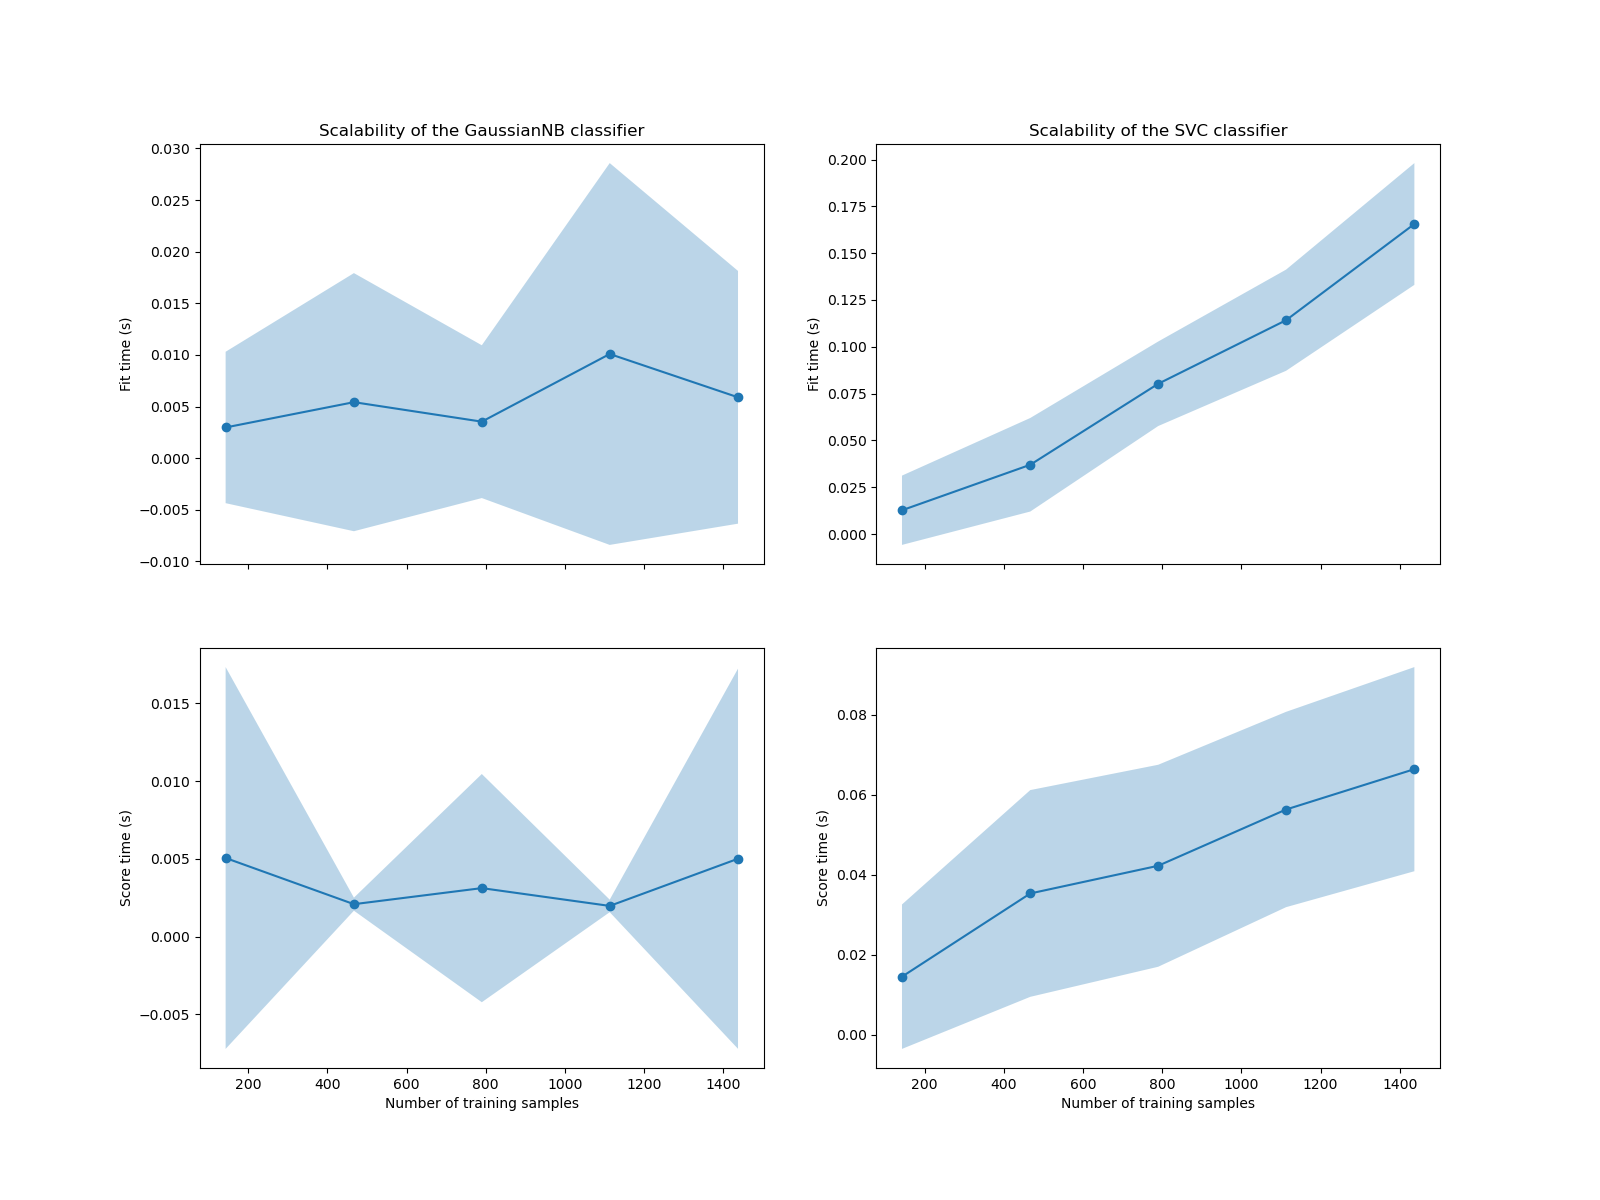 Scalability of the GaussianNB classifier
0.030
0.025
0.020
0.015
0.010
0.005
0.000
−0.005
−0.010
Fit time (s)
Scalability of the SVC classifier
0.200
0.175
0.150
0.125
0.100
0.075
0.050
0.025
0.000
Fit time (s)
0.015
0.010
0.005
0.000
−0.005
Score time (s)
200 400 600 800 1000 1200 1400
Number of training samples
0.08
0.06
0.04
0.02
0.00
Score time (s)
200 400 600 800 1000 1200 1400
Number of training samples